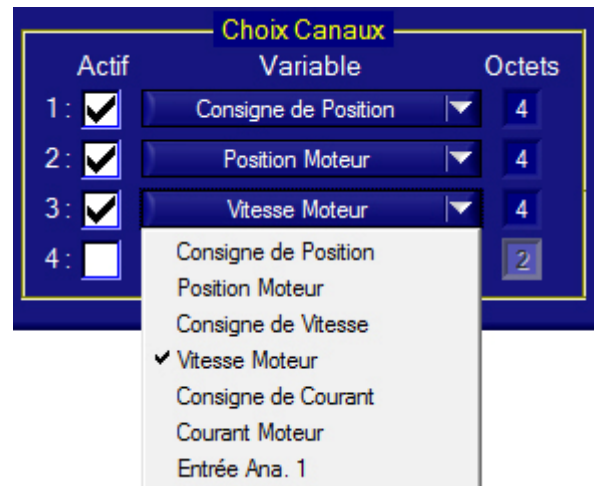 Choix Canaux
Actif Variable Octets
1 : Consigne de Position 4
2 : Position Moteur 4
3 : Vitesse Moteur 4
4 : 2
Consigne de Position
Position Moteur
Consigne de Vitesse
Vitesse Moteur
Consigne de Courant
Courant Moteur
Entrée Ana. 1